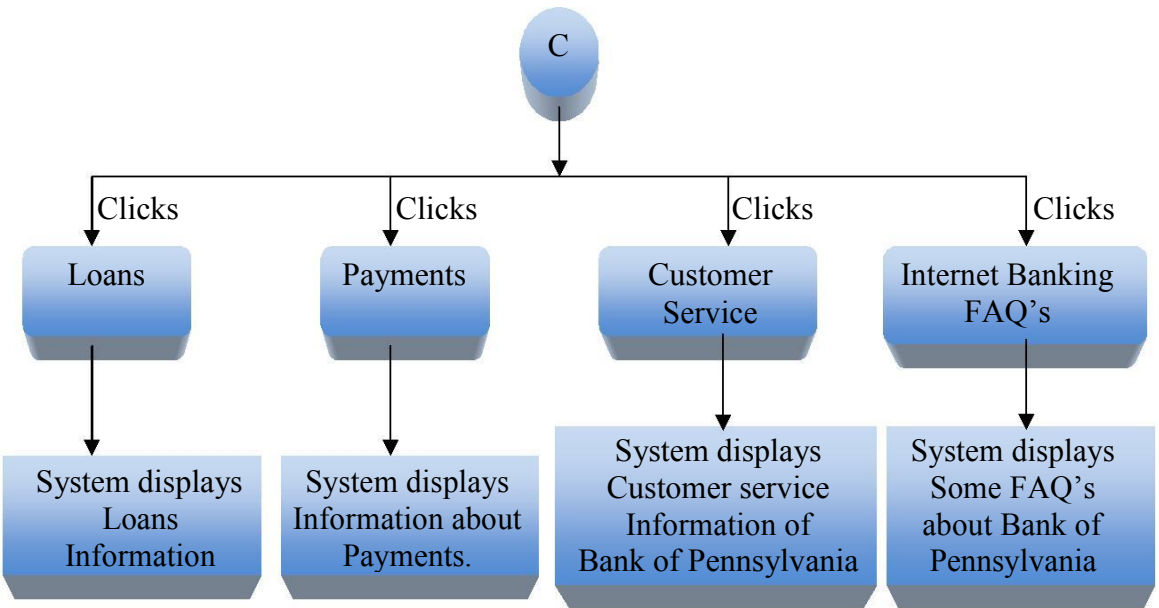 C
Clicks
Clicks
Clicks
Clicks
Loans
Payments
Customer
Service
Internet Banking
FAQ’s
System displays
Loans
Information
System displays
Information about
Payments.
System displays
Customer service
Information of
Bank of Pennsylvania
System displays
Some FAQ’s
about Bank of
Pennsylvania